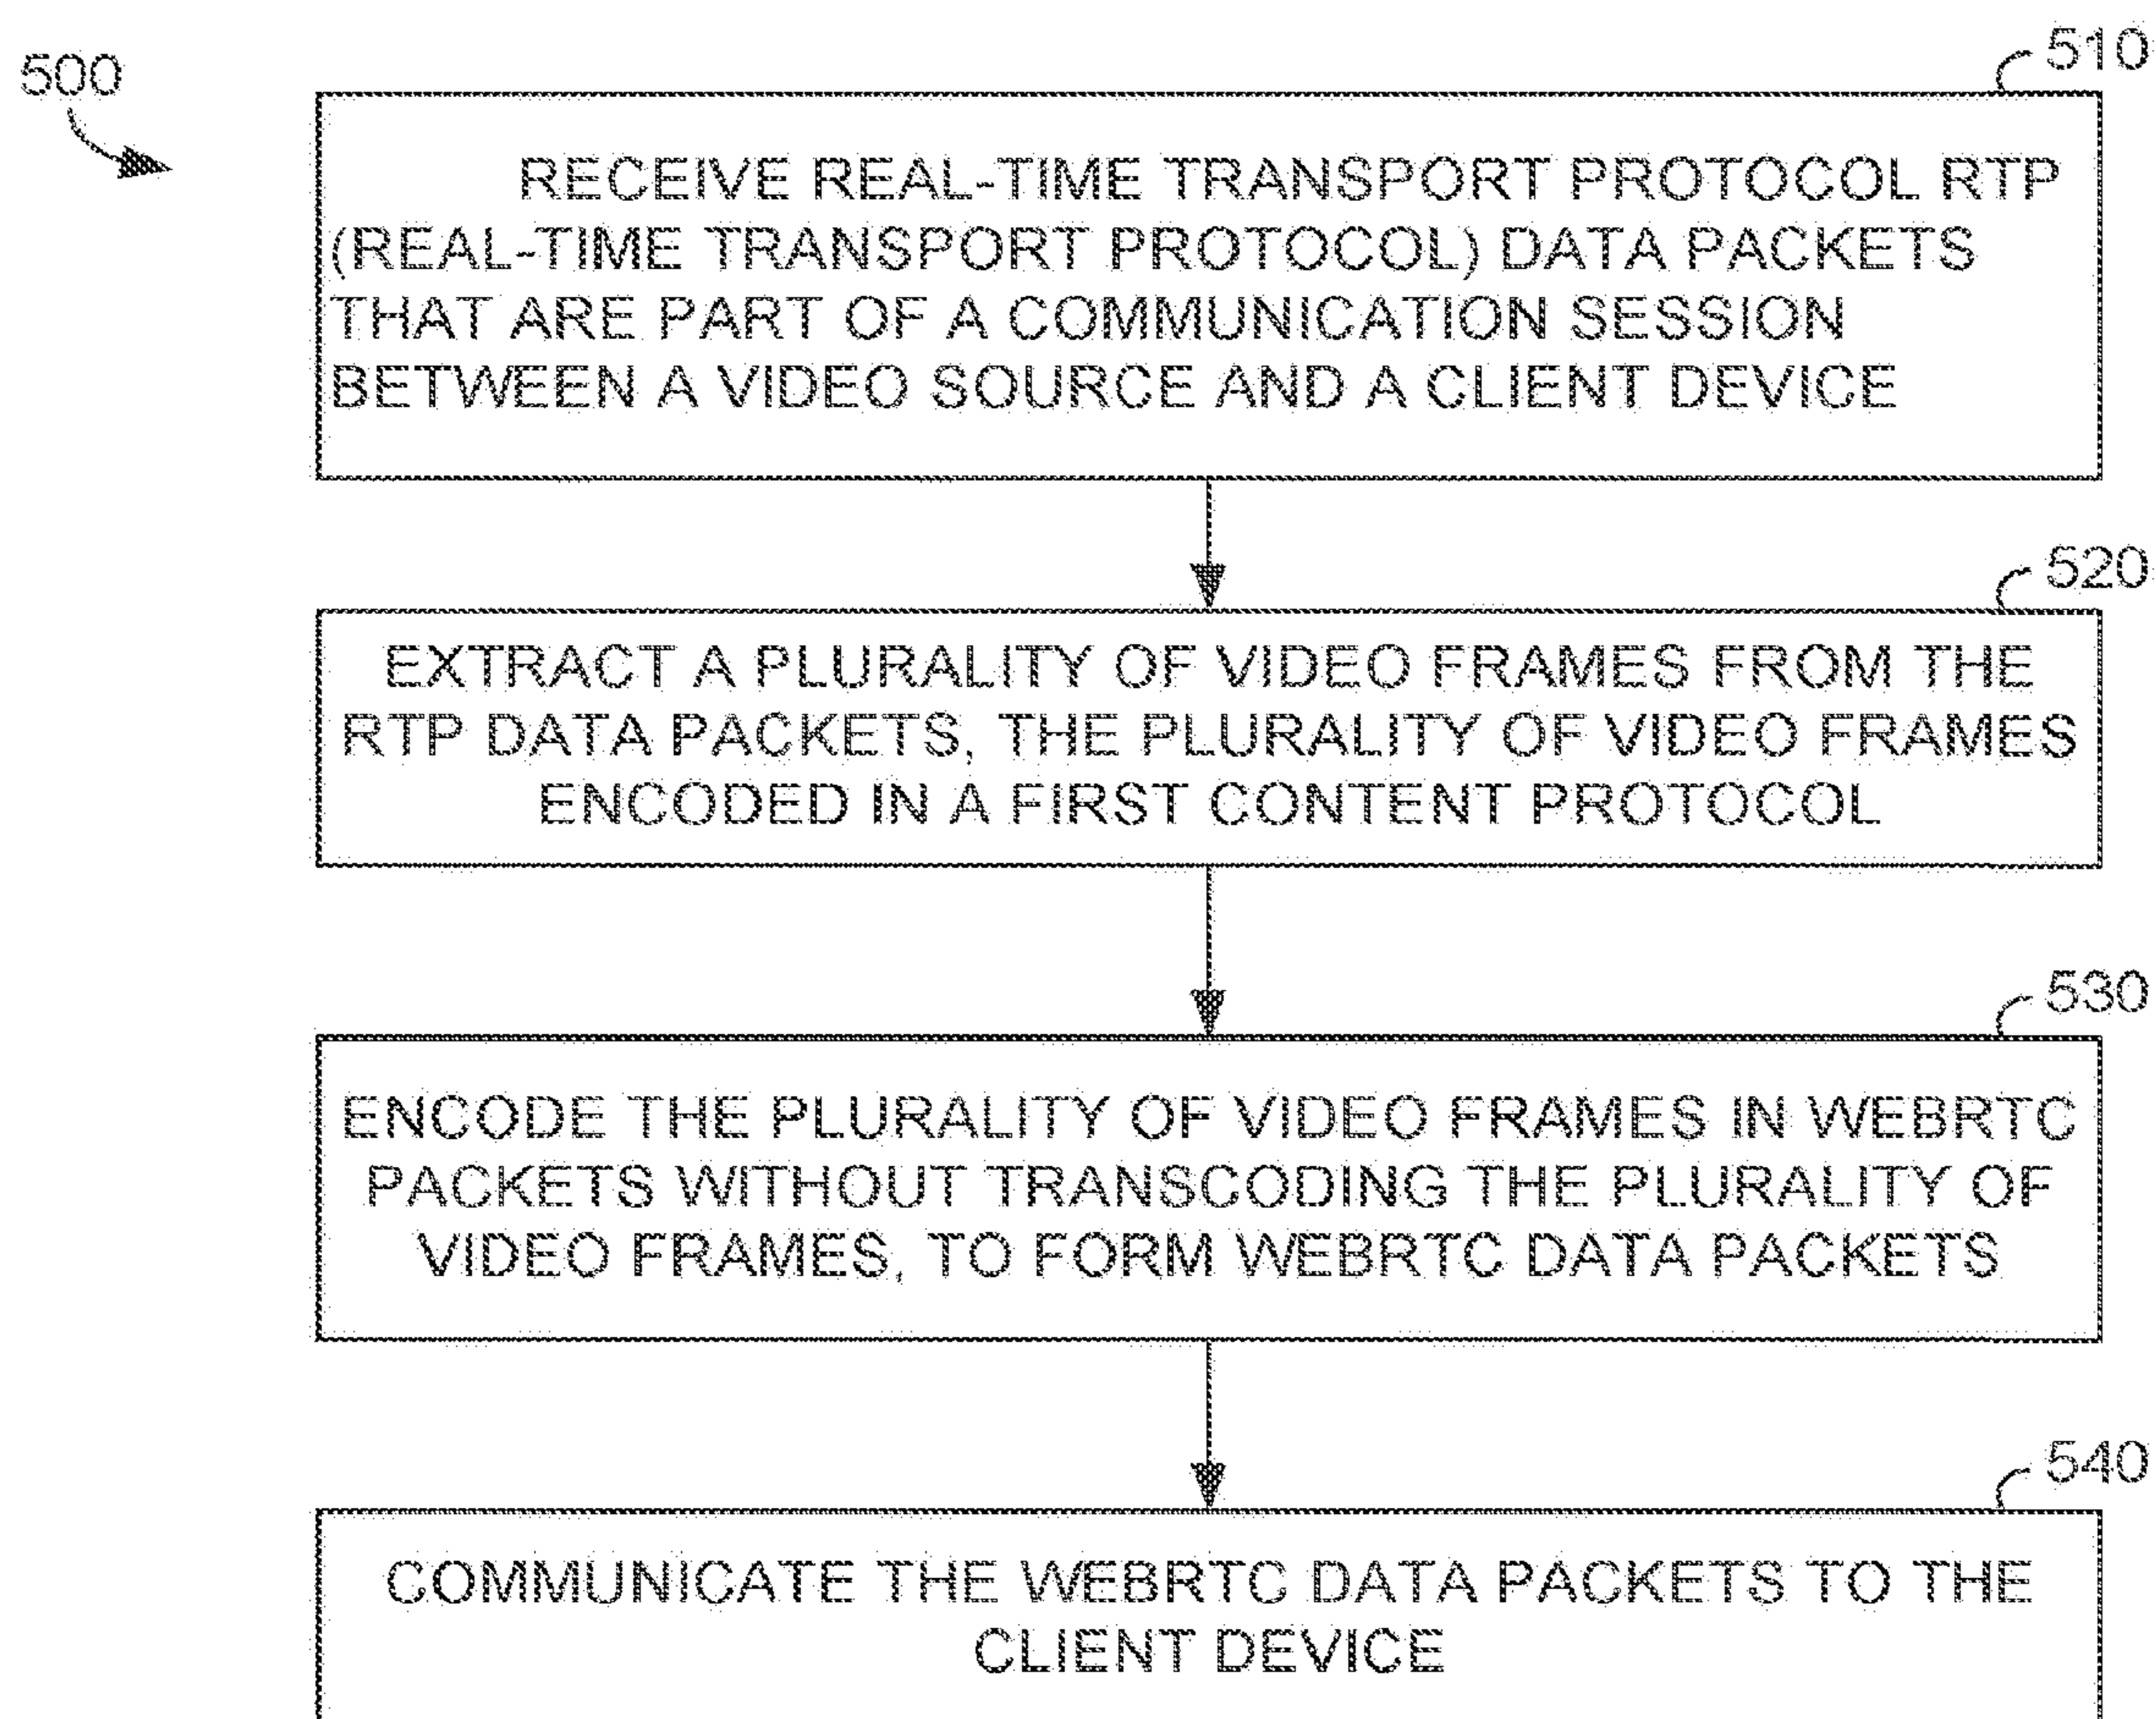 500
510
RECEIVE REAL-TIME TRANSPORT PROTOCOL RTP
(REAL-TIME TRANSPORT PROTOCOL) DATA PACKETS
THAT ARE PART OF A COMMUNICATION SESSION
BETWEEN A VIDEO SOURCE AND A CLIENT DEVICE
520
EXTRACT A PLURALITY OF VIDEO FRAMES FROM THE
RTP DATA PACKETS, THE PLURALITY OF VIDEO FRAMES
ENCODED IN A FIRST CONTENT PROTOCOL
530
ENCODE THE PLURALITY OF VIDEO FRAMES IN WEBRTC
PACKETS WITHOUT TRANSCODING THE PLURALITY OF
VIDEO FRAMES, TO FORM WEBRTC DATA PACKETS
540
COMMUNICATE THE WEBRTC DATA PACKETS TO THE
CLIENT DEVICE